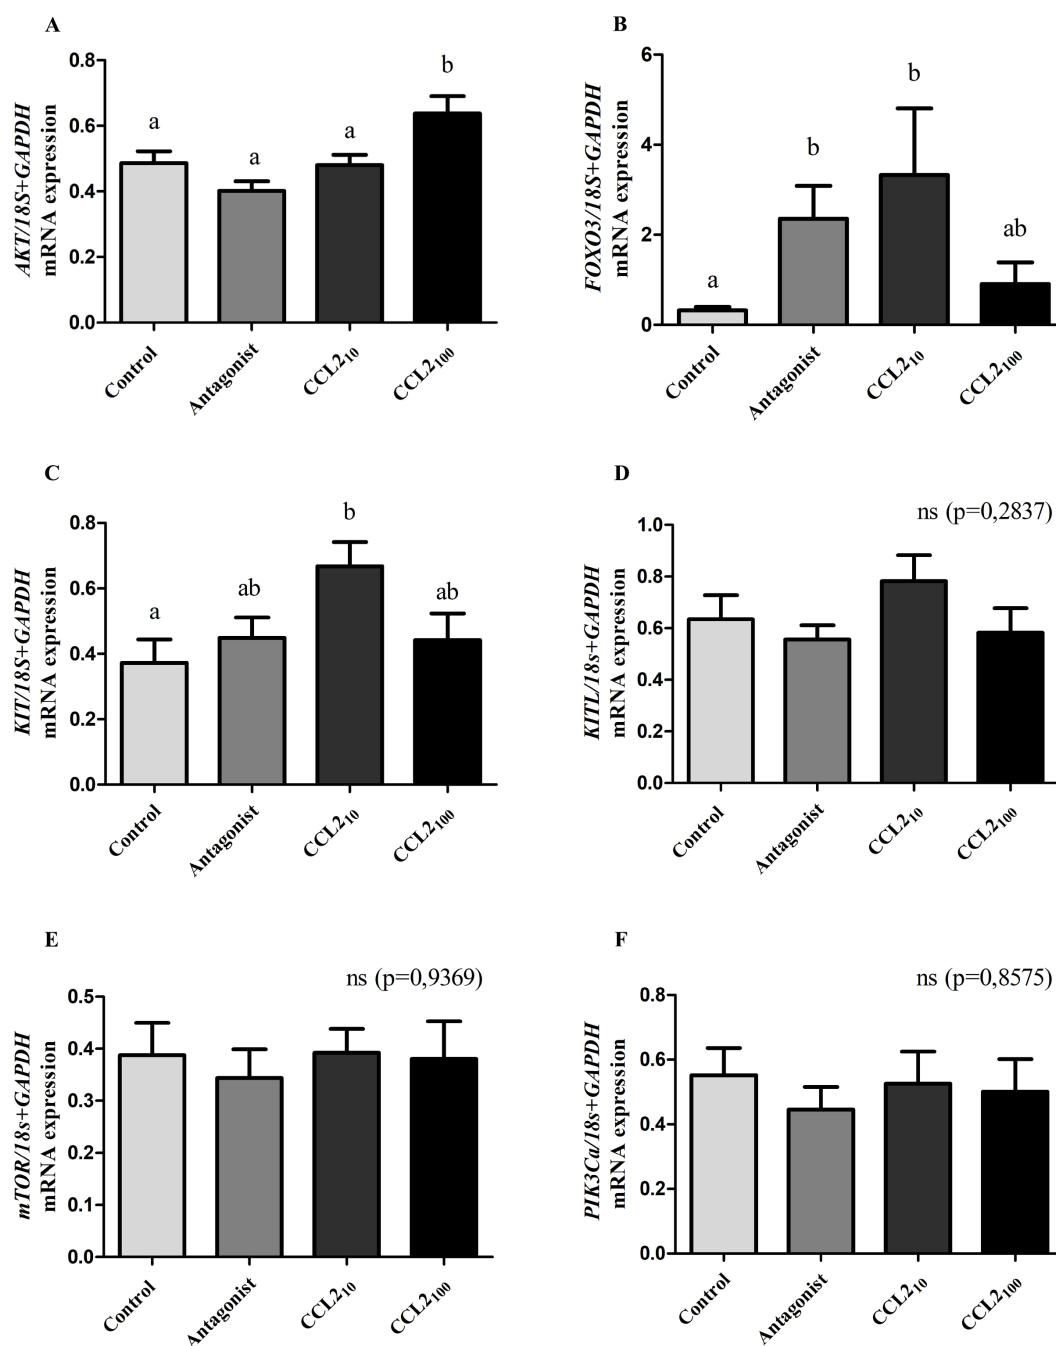 A
AKT/18S+GAPDH
mRNA expression
0.8
0.6
0.4
0.2
0.0
a
a
a
b
Control
Antagonist
CCL2₁₀
CCL2₁₀₀
B
FOXO3/18S+GAPDH
mRNA expression
6
4
2
0
a
b
b
ab
Control
Antagonist
CCL2₁₀
CCL2₁₀₀
C
KIT/18S+GAPDH
mRNA expression
0.8
0.6
0.4
0.2
0.0
a
ab
b
ab
Control
Antagonist
CCL2₁₀
CCL2₁₀₀
D
ns (p=0,2837)
KITL/18s+GAPDH
mRNA expression
1.0
0.8
0.6
0.4
0.2
0.0
Control
Antagonist
CCL2₁₀
CCL2₁₀₀
E
ns (p=0,9369)
mTOR/18s+GAPDH
mRNA expression
0.5
0.4
0.3
0.2
0.1
0.0
Control
Antagonist
CCL2₁₀
CCL2₁₀₀
F
ns (p=0,8575)
PIK3Ca/18s+GAPDH
mRNA expression
0.8
0.6
0.4
0.2
0.0
Control
Antagonist
CCL2₁₀
CCL2₁₀₀